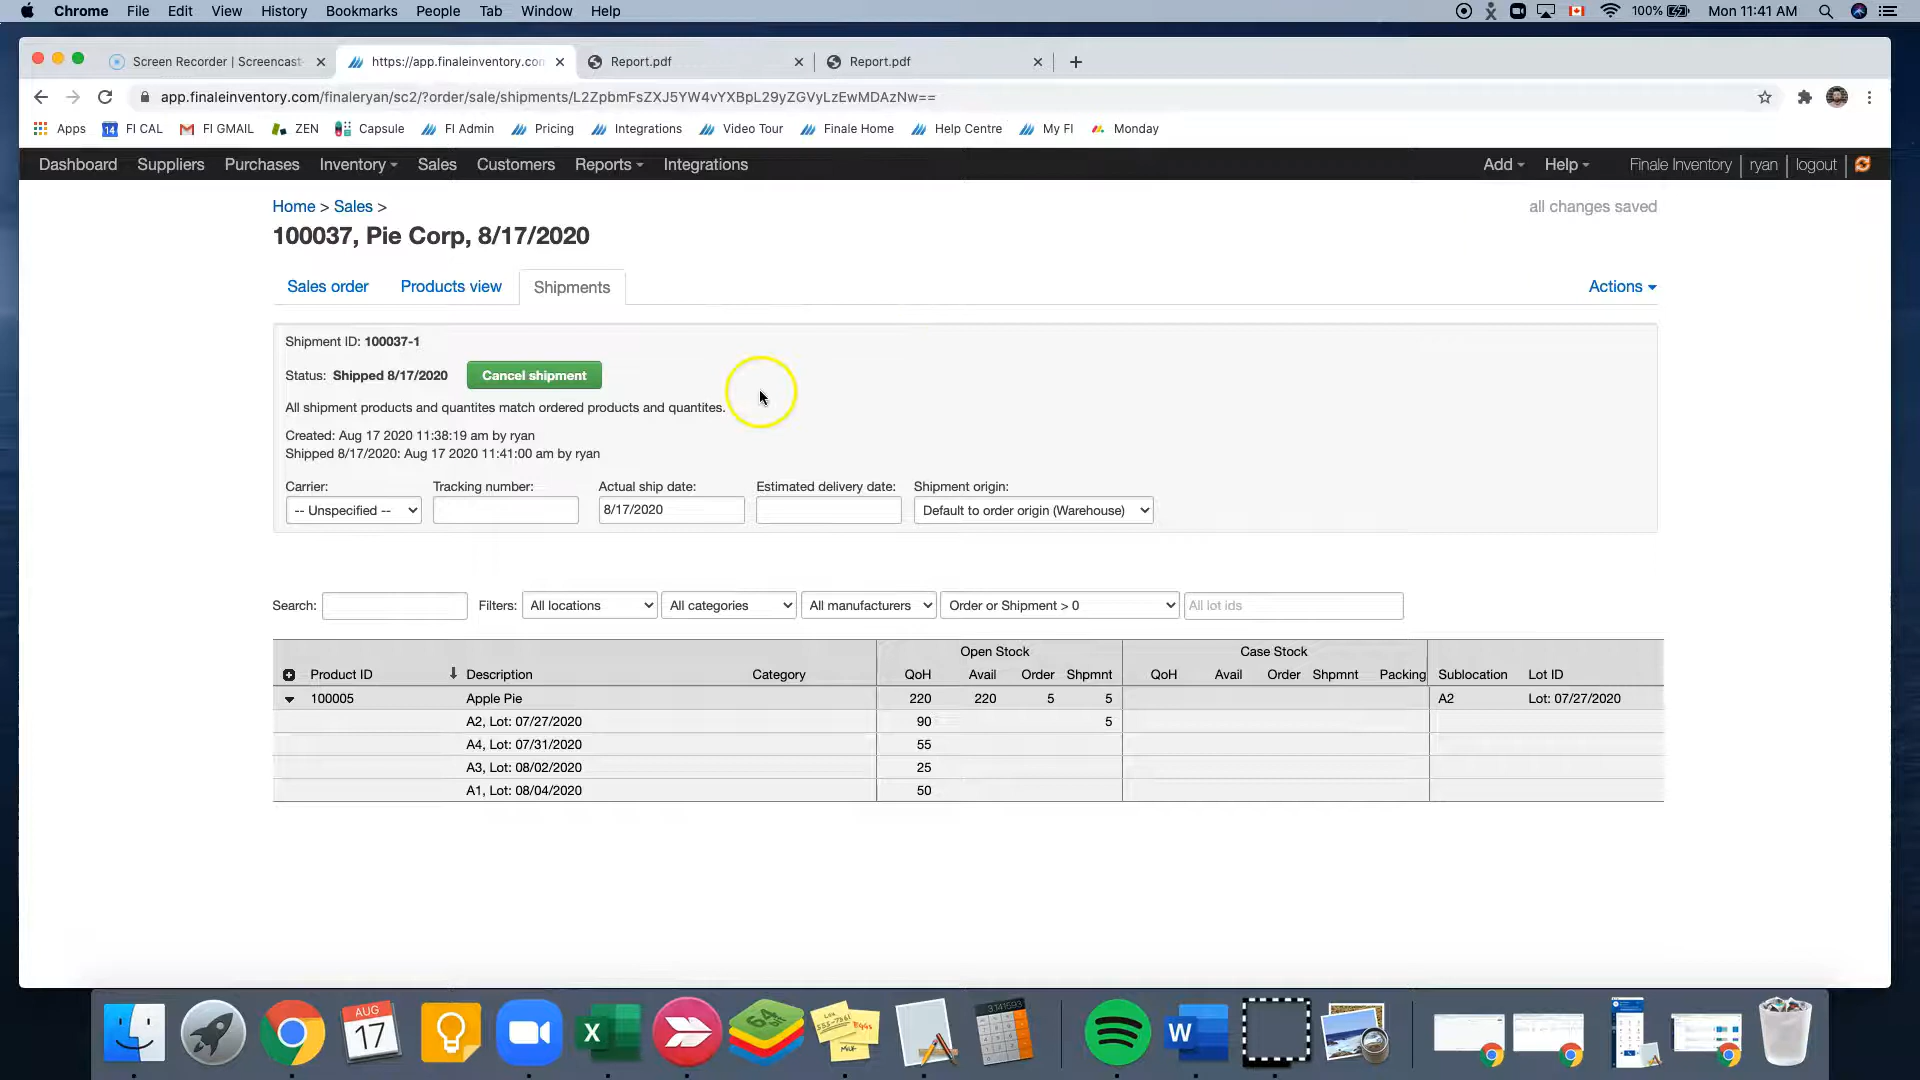 Chrome File Edit View History Bookmarks People Tab Window Help 100% Mon 11:41 AM
Screen Recorder | Screencast- https://app.finaleinventory.con Report.pdf Report.pdf
app.finaleinventory.com/finaleryan/sc2/?order/sale/shipments/L2ZpbmFsZXJ5YW4vYXBpL29yZGVyLzEwMDAzNw==
Apps 14 FI CAL FI GMAIL ZEN Capsule FI Admin Pricing Integrations Video Tour Finale Home Help Centre My FI Monday
Dashboard Suppliers Purchases Inventory Sales Customers Reports Integrations Add Help Finale Inventory ryan logout
Home > Sales > all changes saved
100037, Pie Corp, 8/17/2020
Sales order Products view Shipments Actions
Shipment ID: 100037-1
Status: Shipped 8/17/2020 Cancel shipment
All shipment products and quantites match ordered products and quantites.
Created: Aug 17 2020 11:38:19 am by ryan
Shipped 8/17/2020: Aug 17 2020 11:41:00 am by ryan
Carrier: Tracking number: Actual ship date: Estimated delivery date: Shipment origin:
-- Unspecified -- 8/17/2020 Default to order origin (Warehouse)
Search: Filters: All locations All categories All manufacturers Order or Shipment > 0 All lot ids
Open Stock Case Stock
Product ID Description Category QoH Avail Order Shpmnt QoH Avail Order Shpmnt Packing Sublocation Lot ID
100005 Apple Pie 220 220 5 5 A2 Lot: 07/27/2020
A2, Lot: 07/27/2020 90 5
A4, Lot: 07/31/2020 55
A3, Lot: 08/02/2020 25
A1, Lot: 08/04/2020 50
AUG
17
X
64
W